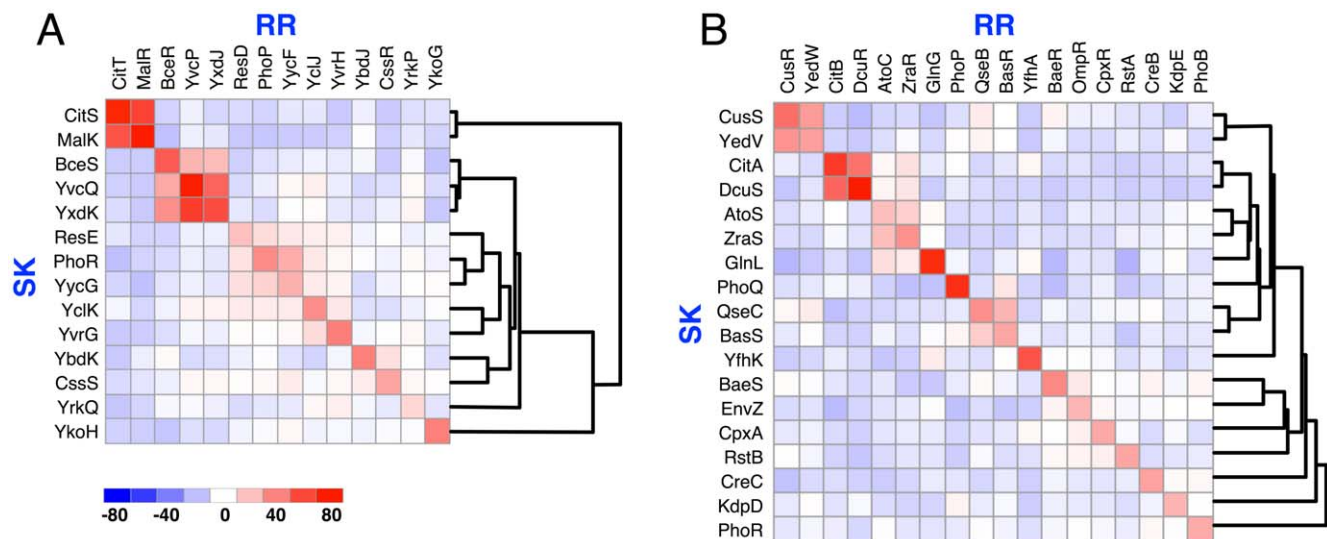 A
RR
CitT MalR BceR YvcP YxdJ ResD PhoP YycF YclJ YvrH YbdJ CssR YrkP YkoG
SK
CitS
MalK
BceS
YvcQ
YxdK
ResE
PhoR
YycG
YclK
YvrG
YbdK
CssS
YrkQ
YkoH
-80 -40 0 40 80
B
RR
CusR YedW CitB DcuR AtoC ZraR GlnG PhoP QseB BasR YfhA BaeR OmpR CpxR RstA CreB KdpE PhoB
SK
CusS
YedV
CitA
DcuS
AtoS
ZraS
GlnL
PhoQ
QseC
BasS
YfhK
BaeS
EnvZ
CpxA
RstB
CreC
KdpD
PhoR